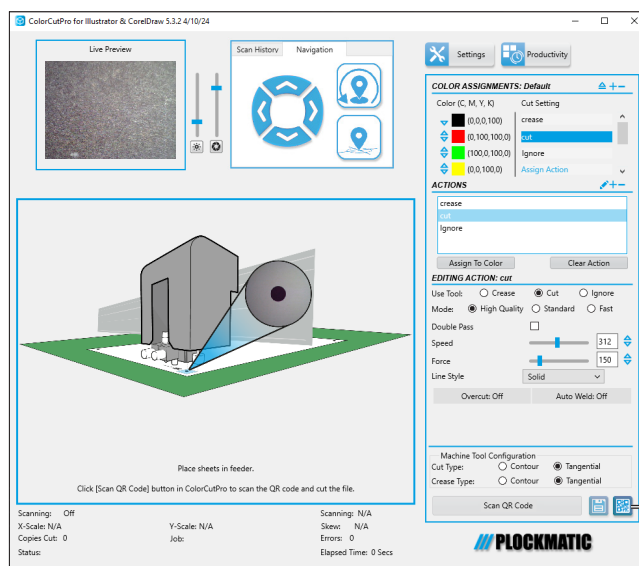 ColorCutPro for Illustrator & CorelDraw 5.3.2 4/10/24
Live Preview
Scan History Navigation
Settings Productivity
COLOR ASSIGNMENTS: Default
Color (C, M, Y, K) Cut Setting
(0,0,0,100) crease
(0,100,100,0) cut
(100,0,100,0) Ignore
(0,0,100,0) Assign Action
ACTIONS
crease
cut
Ignore
Assign To Color Clear Action
EDITING ACTION: cut
Use Tool: Crease Cut Ignore
Mode: High Quality Standard Fast
Double Pass
Speed 312
Force 150
Line Style Solid
Overcut: Off Auto Weld: Off
Place sheets in feeder.
Click [Scan QR Code] button in ColorCutPro to scan the QR code and cut the file.
Machine Tool Configuration
Cut Type: Contour Tangential
Crease Type: Contour Tangential
Scan QR Code
Scanning: Off Scanning: N/A
X-Scale: N/A Y-Scale: N/A Skew: N/A
Copies Cut: 0 Job: Errors: 0
Status: Elapsed Time: 0 Secs
PLOCKMATIC